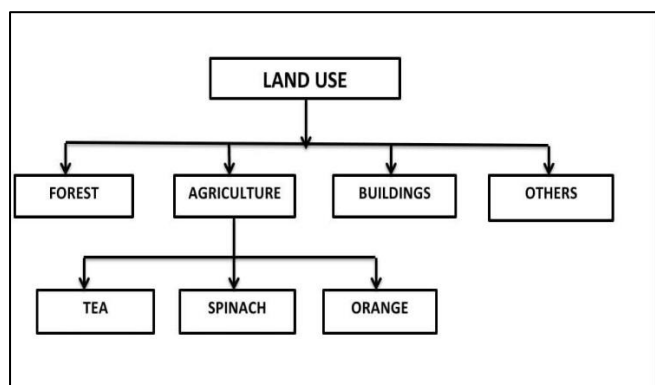 LAND USE
FOREST
AGRICULTURE
BUILDINGS
OTHERS
TEA
SPINACH
ORANGE